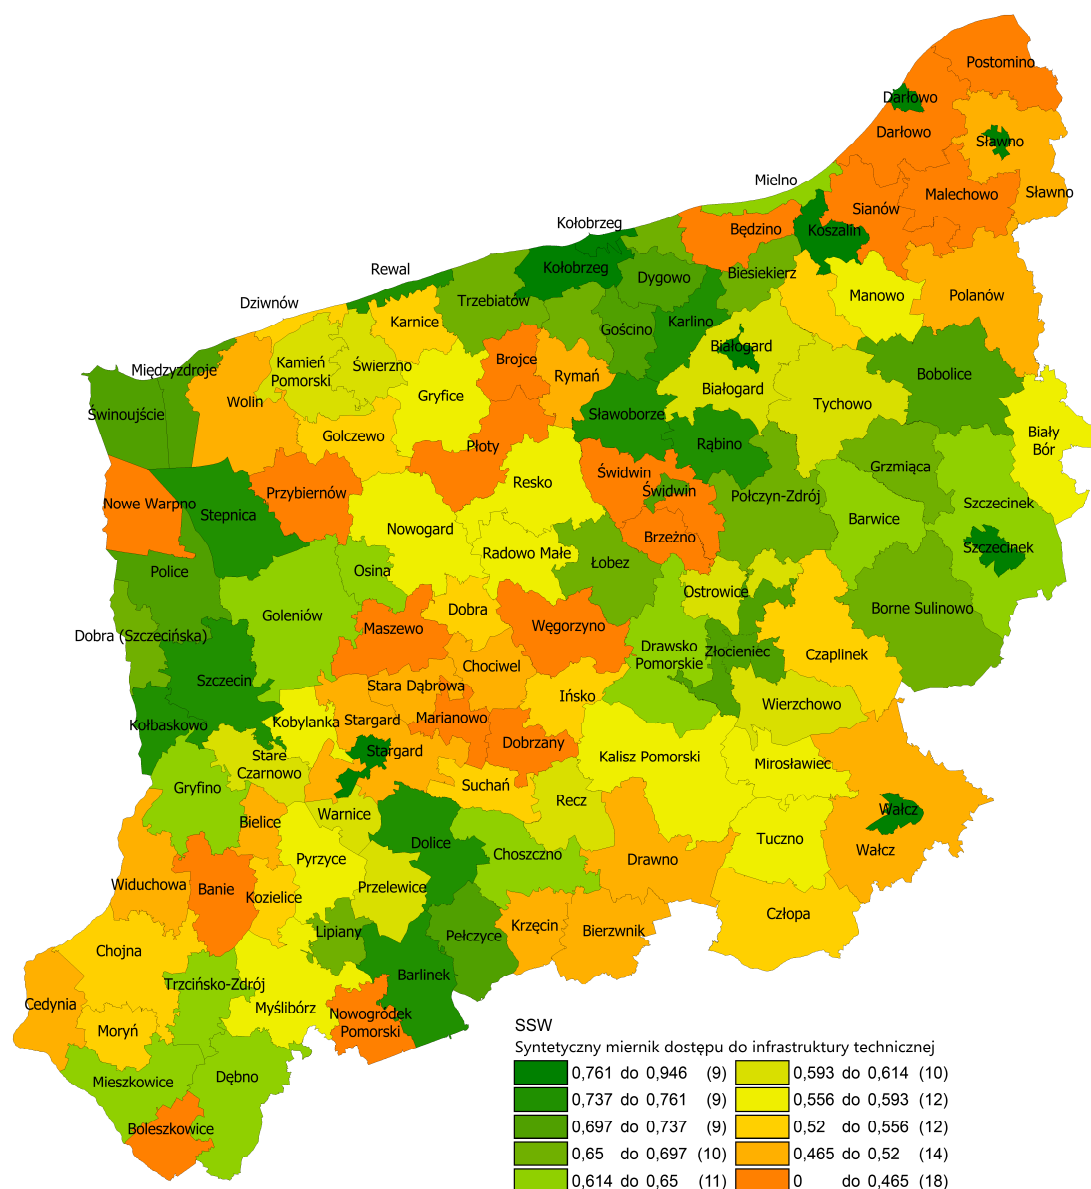 Postomino
Darłowo
Darłowo
Sławno
Mielno
Malechowo
Sławno
Sianów
Kołobrzeg
Będzino
Koszalin
Rewal
Kołobrzeg
Dygowo
Biesiekierz
Dziwnów
Trzebiatów
Manowo
Polanów
Karnice
Gościno
Karlino
Białogard
Międzyzdroje
Kamień
Pomorski
Świerzno
Brojce
Rymań
Bobolice
Białogard
Gryfice
Wolin
Tychowo
Świnoujście
Sławoborze
Golczewo
Płoty
Rąbino
Biały
Bór
Grzmiąca
Świdwin
Resko
Przybiernów
Świdwin
Połczyn-Zdrój
Nowe Warpno
Szczecinek
Stepnica
Barwice
Nowogard
Brzeżno
Radowo Małe
Szczecinek
Łobez
Police
Osina
Ostrowice
Goleniów
Dobra
Borne Sulinowo
Maszewo
Węgorzyno
Dobra (Szczecińska)
Drawsko
Pomorskie
Złocieniec
Czaplinek
Chociwel
Szczecin
Stara Dąbrowa
Ińsko
Wierzchowo
Kołbaskowo
Kobylanka
Stargard
Marianowo
Dobrzany
Stargard
Stare
Czarnowo
Kalisz Pomorski
Mirosławiec
Gryfino
Suchań
Recz
Wałcz
Bielice
Warnice
Dolice
Tuczno
Wałcz
Choszczno
Pyrzyce
Drawno
Widuchowa
Banie
Przelewice
Kozielice
Człopa
Krzęcin
Bierzwnik
Lipiany
Pełczyce
Chojna
Barlinek
Trzcińsko-Zdrój
Cedynia
Myślibórz
Nowogródek
Pomorski
Moryń
Dębno
Mieszkowice
Boleszkowice
SSW
Syntetyczny miernik dostępu do infrastruktury technicznej
0,761 do 0,946 (9) 0,593 do 0,614 (10)
0,737 do 0,761 (9) 0,556 do 0,593 (12)
0,697 do 0,737 (9) 0,52 do 0,556 (12)
0,65 do 0,697 (10) 0,465 do 0,52 (14)
0,614 do 0,65 (11) 0 do 0,465 (18)